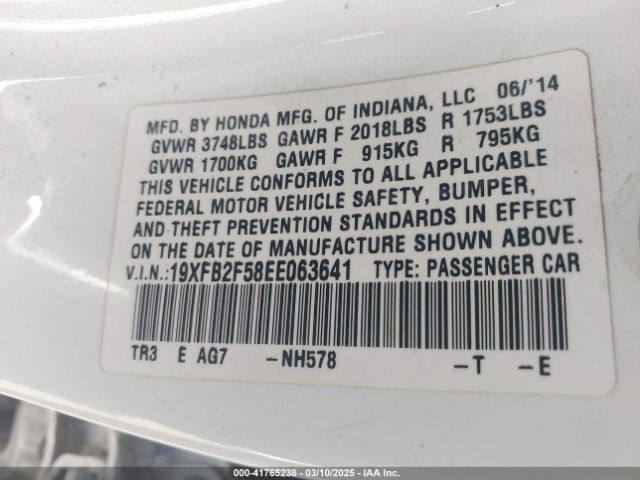 MFD. BY HONDA MFG. OF INDIANA, LLC 06/'14
GVWR 3748LBS GAWR F 2018LBS R 1753LBS
GVWR 1700KG GAWR F 915KG R 795KG
THIS VEHICLE CONFORMS TO ALL APPLICABLE
FEDERAL MOTOR VEHICLE SAFETY, BUMPER,
AND THEFT PREVENTION STANDARDS IN EFFECT
ON THE DATE OF MANUFACTURE SHOWN ABOVE.
V.I.N.:19XFB2F58EE063641 TYPE: PASSENGER CAR
TR3 E AG7 -NH578 -T -E
000-41765238 - 03/10/2025 - IAA Inc.